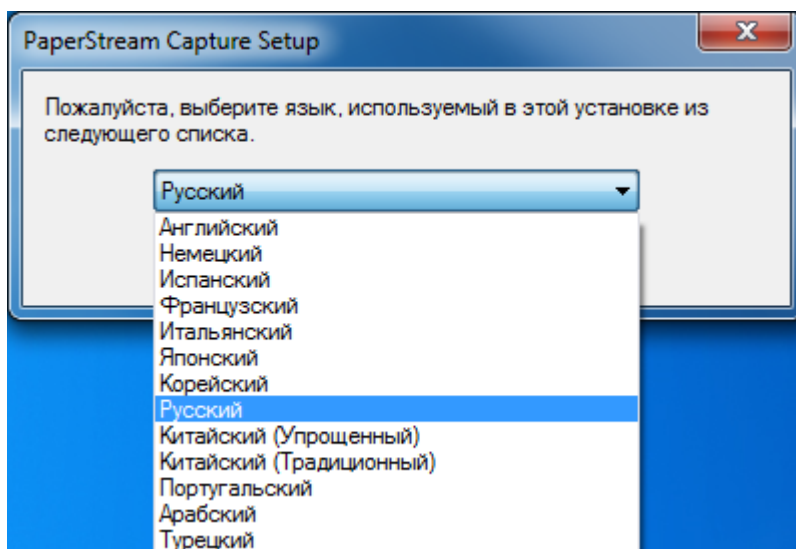 PaperStream Capture Setup
Пожалуйста, выберите язык, используемый в этой установке из
следующего списка.
Русский
Английский
Немецкий
Испанский
Французский
Итальянский
Японский
Корейский
Русский
Китайский (Упрощенный)
Китайский (Традиционный)
Португальский
Арабский
Турецкий